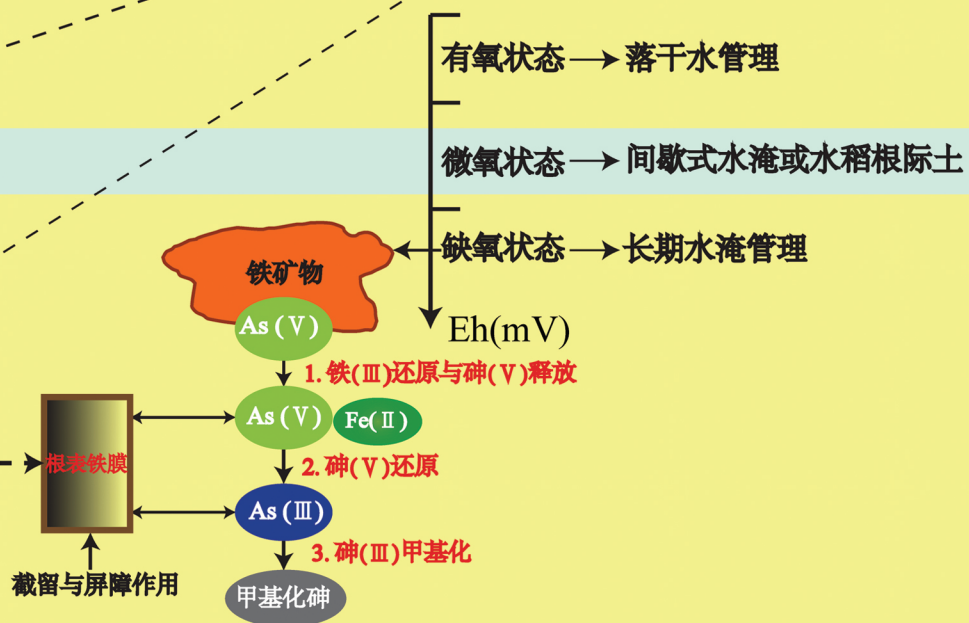 有氧状态 落干水管理
微氧状态 间歇式水淹或水稻根际土
缺氧状态 长期水淹管理
铁矿物
As(Ⅴ)
Eh(mV)
1.铁(Ⅲ)还原与砷(Ⅴ)释放
As(Ⅴ) Fe(Ⅱ)
根表铁膜
2.砷(Ⅴ)还原
As(Ⅲ)
3.砷(Ⅲ)甲基化
截留与屏障作用
甲基化砷